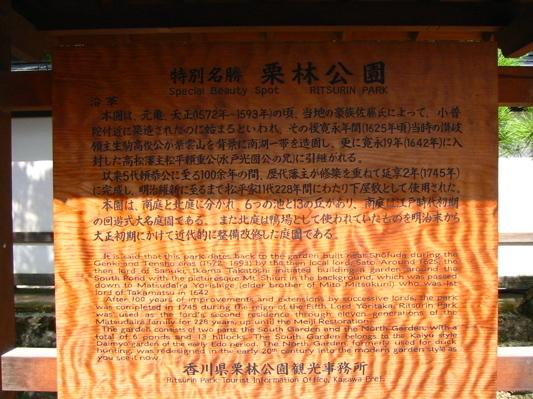 特別名勝 栗林公園
Special Beauty Spot RITSURIN PARK
沿革
本園は、元亀、天正(1572年~1593年)の頃、当地の豪族佐藤氏によって、小普
陀付近に築造されたのに始まるといわれ、その後寛永年間(1625年頃)当時の讃岐
領主生駒高俊公が紫雲山を背景に南湖一帯を造園し、更に寛永19年(1642年)に入
封した高松藩主松平頼重公(水戸光圀公の兄)に引継がれる。
以来5代頼恭公に至る100余年の間、歴代藩主が修築を重ねて延享2年(1745年)
に完成し、明治維新に至るまで松平家11代228年間にわたり下屋敷として使用された。
本園は、南庭と北庭に分かれ、6つの池と13の丘があり、南庭は江戸時代初期
の回遊式大名庭園である。また北庭は鴨場として使われていたものを明治末から
大正初期にかけて近代的に整備改修した庭園である。
It is said that this park dates back to the garden built near Shofuda during the
Genki and Tensho eras (1572, 1593) by the then local lord, Sato. Around 1625, the
then lord of Sanuki, Ikoma Takatoshi initiated building a garden around the
South Pond with the picturesque Mt. Shiun in the background, which was passed
down to Matsudaira Yorishige (elder brother of Mito Mitsukuni) who was 1st
lord of Takamatsu in 1642.
After 100 years of improvements and extensions by successive lords, the park
was completed in 1745 during the reign of the Fifth Lord, Yoritaka. Ritsurin Park
was used as the lord's second residence through eleven generations of the
Matsudaira family for 228 years, up until the Meiji Restoration.
The garden consists of two parts, the South Garden and the North Garden, with a
total of 6 ponds and 13 hillocks. The South Garden belongs to the Kaiyu style
Daimyo garden of the early Edo period. The North Garden, formerly used for duck
hunting, was redesigned in the early 20th century into the modern garden style as
you see it now.
香川県栗林公園観光事務所
Ritsurin Park Tourist Information Office, Kagawa Pref.